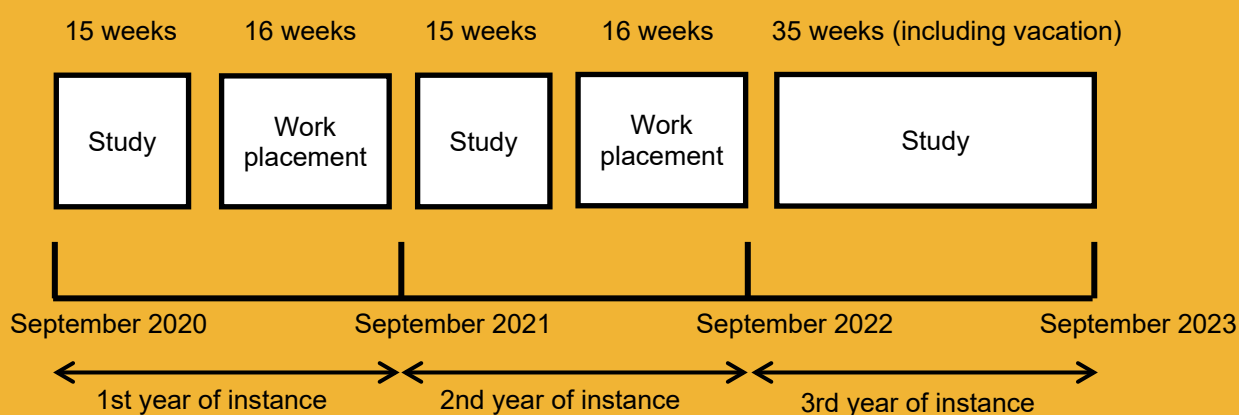 15 weeks 16 weeks 15 weeks 16 weeks 35 weeks (including vacation)
Study
Work
placement
Study
Work
placement
Study
September 2020 September 2021 September 2022 September 2023
1st year of instance 2nd year of instance 3rd year of instance